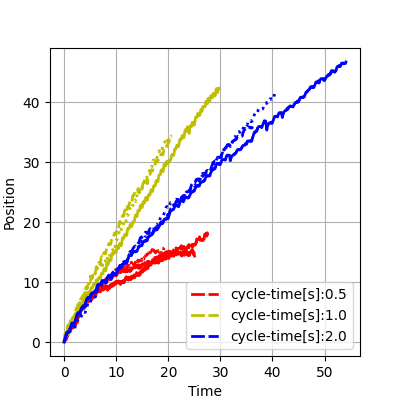 Position
40
30
20
10
0
cycle-time[s]:0.5
cycle-time[s]:1.0
cycle-time[s]:2.0
0 10 20 30 40 50
Time